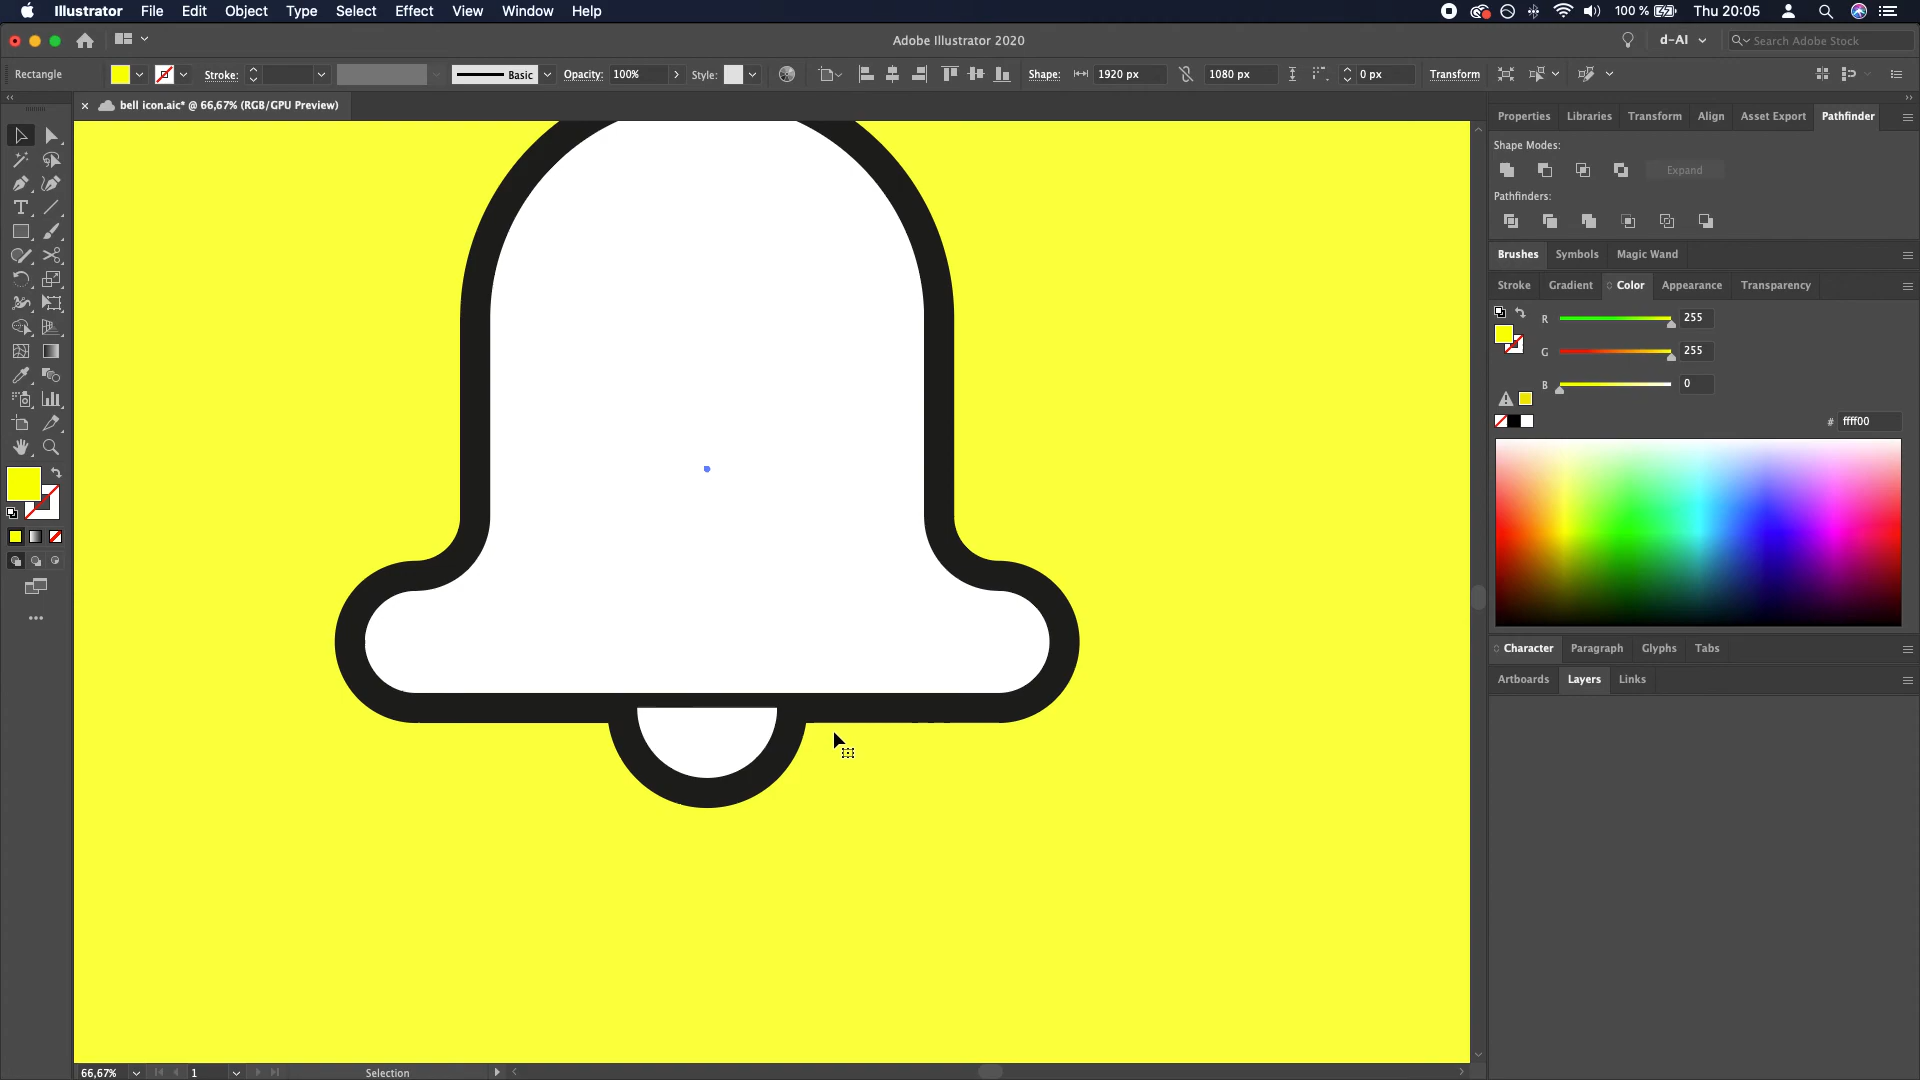 Illustrator File Edit Object Type Select Effect View Window Help 100 % Thu 20:05
Adobe Illustrator 2020 d-AI Search Adobe Stock
Rectangle Stroke: Basic Opacity: 100% Style: Shape: 1920 px 1080 px 0 px Transform
bell icon.aic* @ 66,67% (RGB/GPU Preview)
Properties Libraries Transform Align Asset Export Pathfinder
Shape Modes:
Expand
Pathfinders:
Brushes Symbols Magic Wand
Stroke Gradient Color Appearance Transparency
R 255
G 255
B 0
# ffff00
Character Paragraph Glyphs Tabs
Artboards Layers Links
66,67% 1 Selection